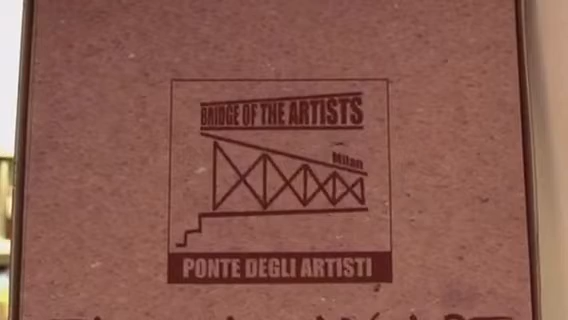 BRIDGE OF THE ARTISTS
Milan
PONTE DEGLI ARTISTI